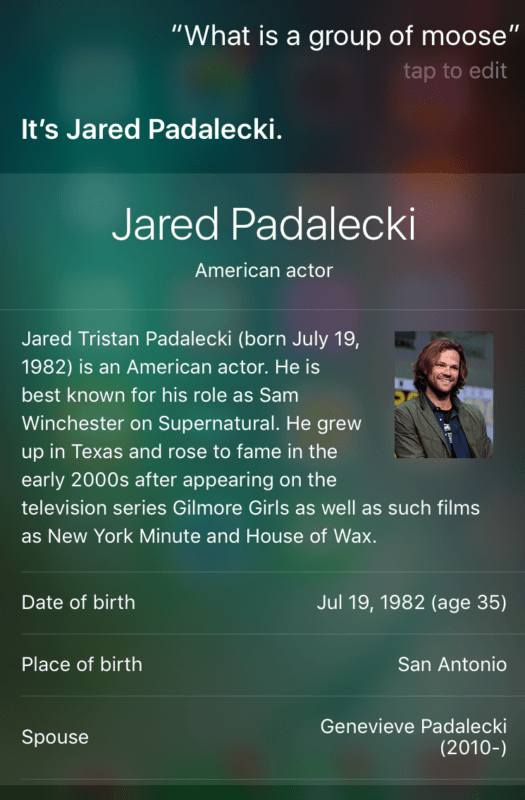 “What is a group of moose”
tap to edit
It’s Jared Padalecki.
Jared Padalecki
American actor
Jared Tristan Padalecki (born July 19,
1982) is an American actor. He is
best known for his role as Sam
Winchester on Supernatural. He grew
up in Texas and rose to fame in the
early 2000s after appearing on the
television series Gilmore Girls as well as such films
as New York Minute and House of Wax.
Date of birth Jul 19, 1982 (age 35)
Place of birth San Antonio
Spouse Genevieve Padalecki
(2010-)